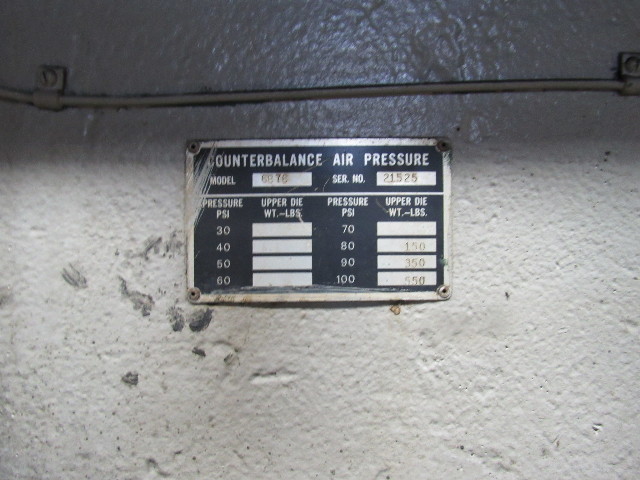 COUNTERBALANCE AIR PRESSURE
MODEL SER. NO. 21525
PRESSURE PSI UPPER DIE WT.-LBS. PRESSURE PSI UPPER DIE WT.-LBS.
30 70
40 80 150
50 90 350
60 100 550